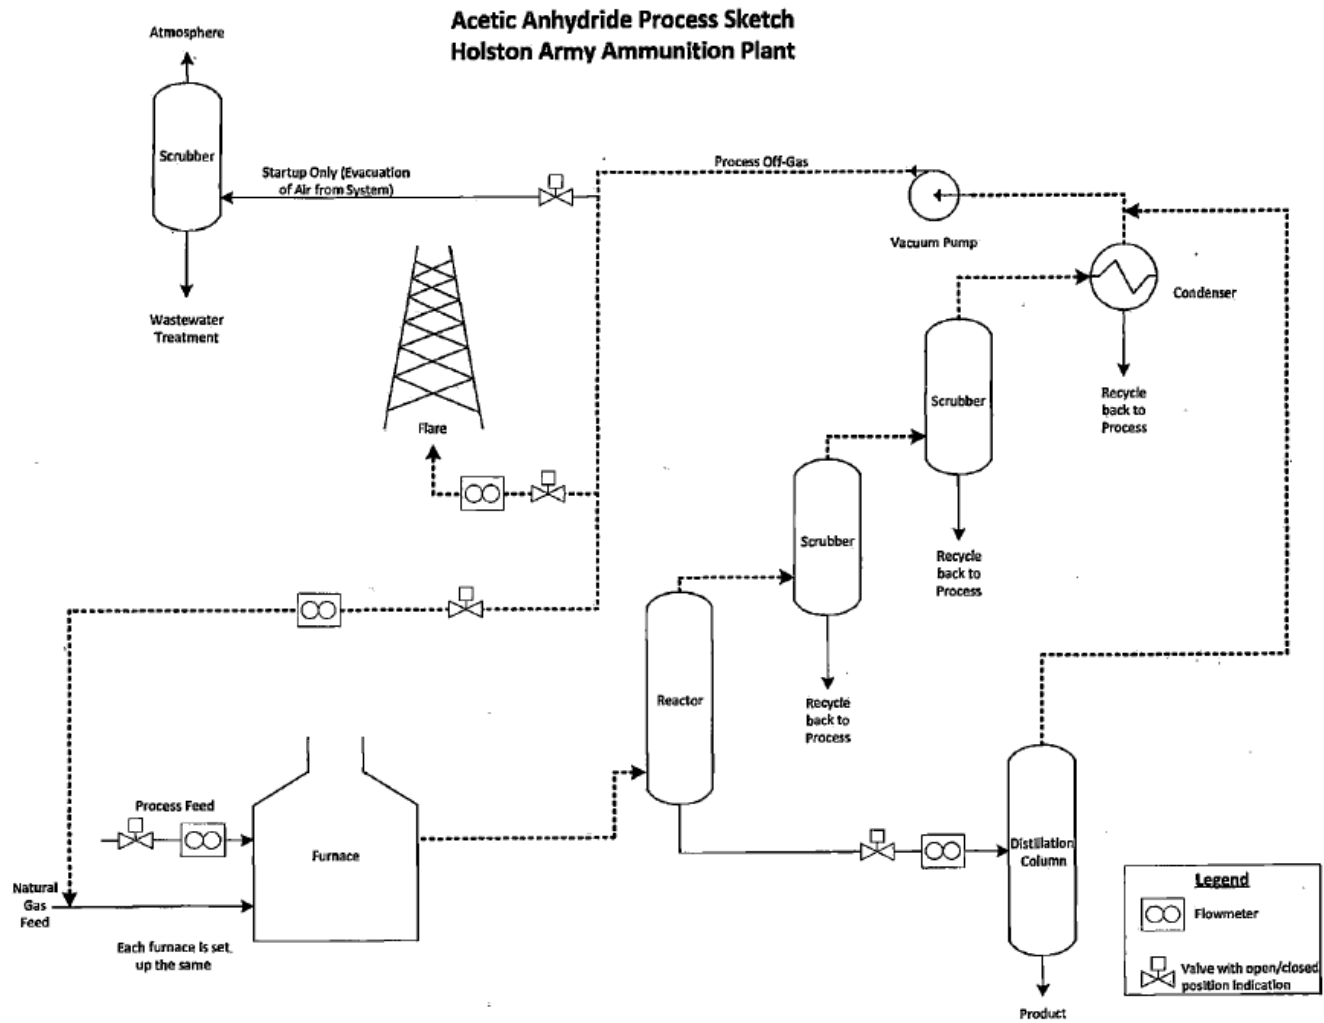 Acetic Anhydride Process Sketch
Holston Army Ammunition Plant
Atmosphere
Scrubber
Startup Only (Evacuation
of Air from System)
Process Off-Gas
Vacuum Pump
Condenser
Wastewater
Treatment
Recycle
back to
Process
Scrubber
Flare
Scrubber
Recycle
back to
Process
Reactor
Recycle
back to
Process
Process Feed
Furnace
Distillation
Column
Natural
Gas
Feed
Each furnace is set
up the same
Legend
Flowmeter
Valve with open/closed
position indication
Product